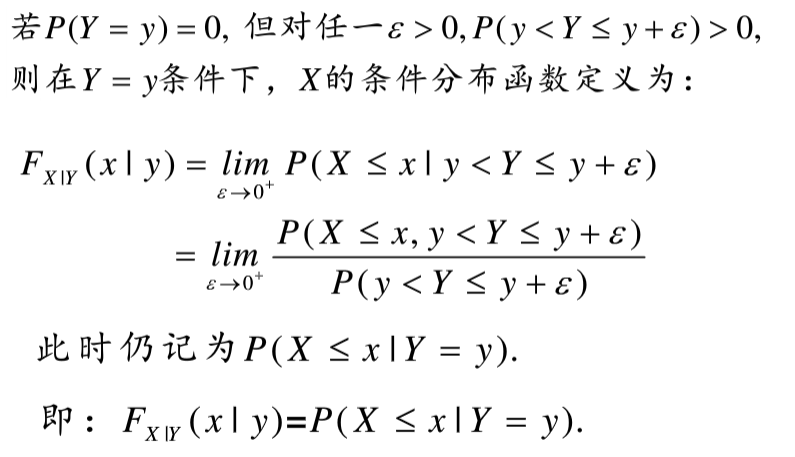 若P(Y = y) = 0, 但对任一ε > 0, P(y < Y ≤ y + ε) > 0,
则在Y = y条件下，X的条件分布函数定义为：
F_{X|Y}(x | y) = lim_{ε→0⁺} P(X ≤ x | y < Y ≤ y + ε)
= lim_{ε→0⁺} \frac{P(X ≤ x, y < Y ≤ y + ε)}{P(y < Y ≤ y + ε)}
此时仍记为P(X ≤ x | Y = y).
即：F_{X|Y}(x | y)=P(X ≤ x | Y = y).